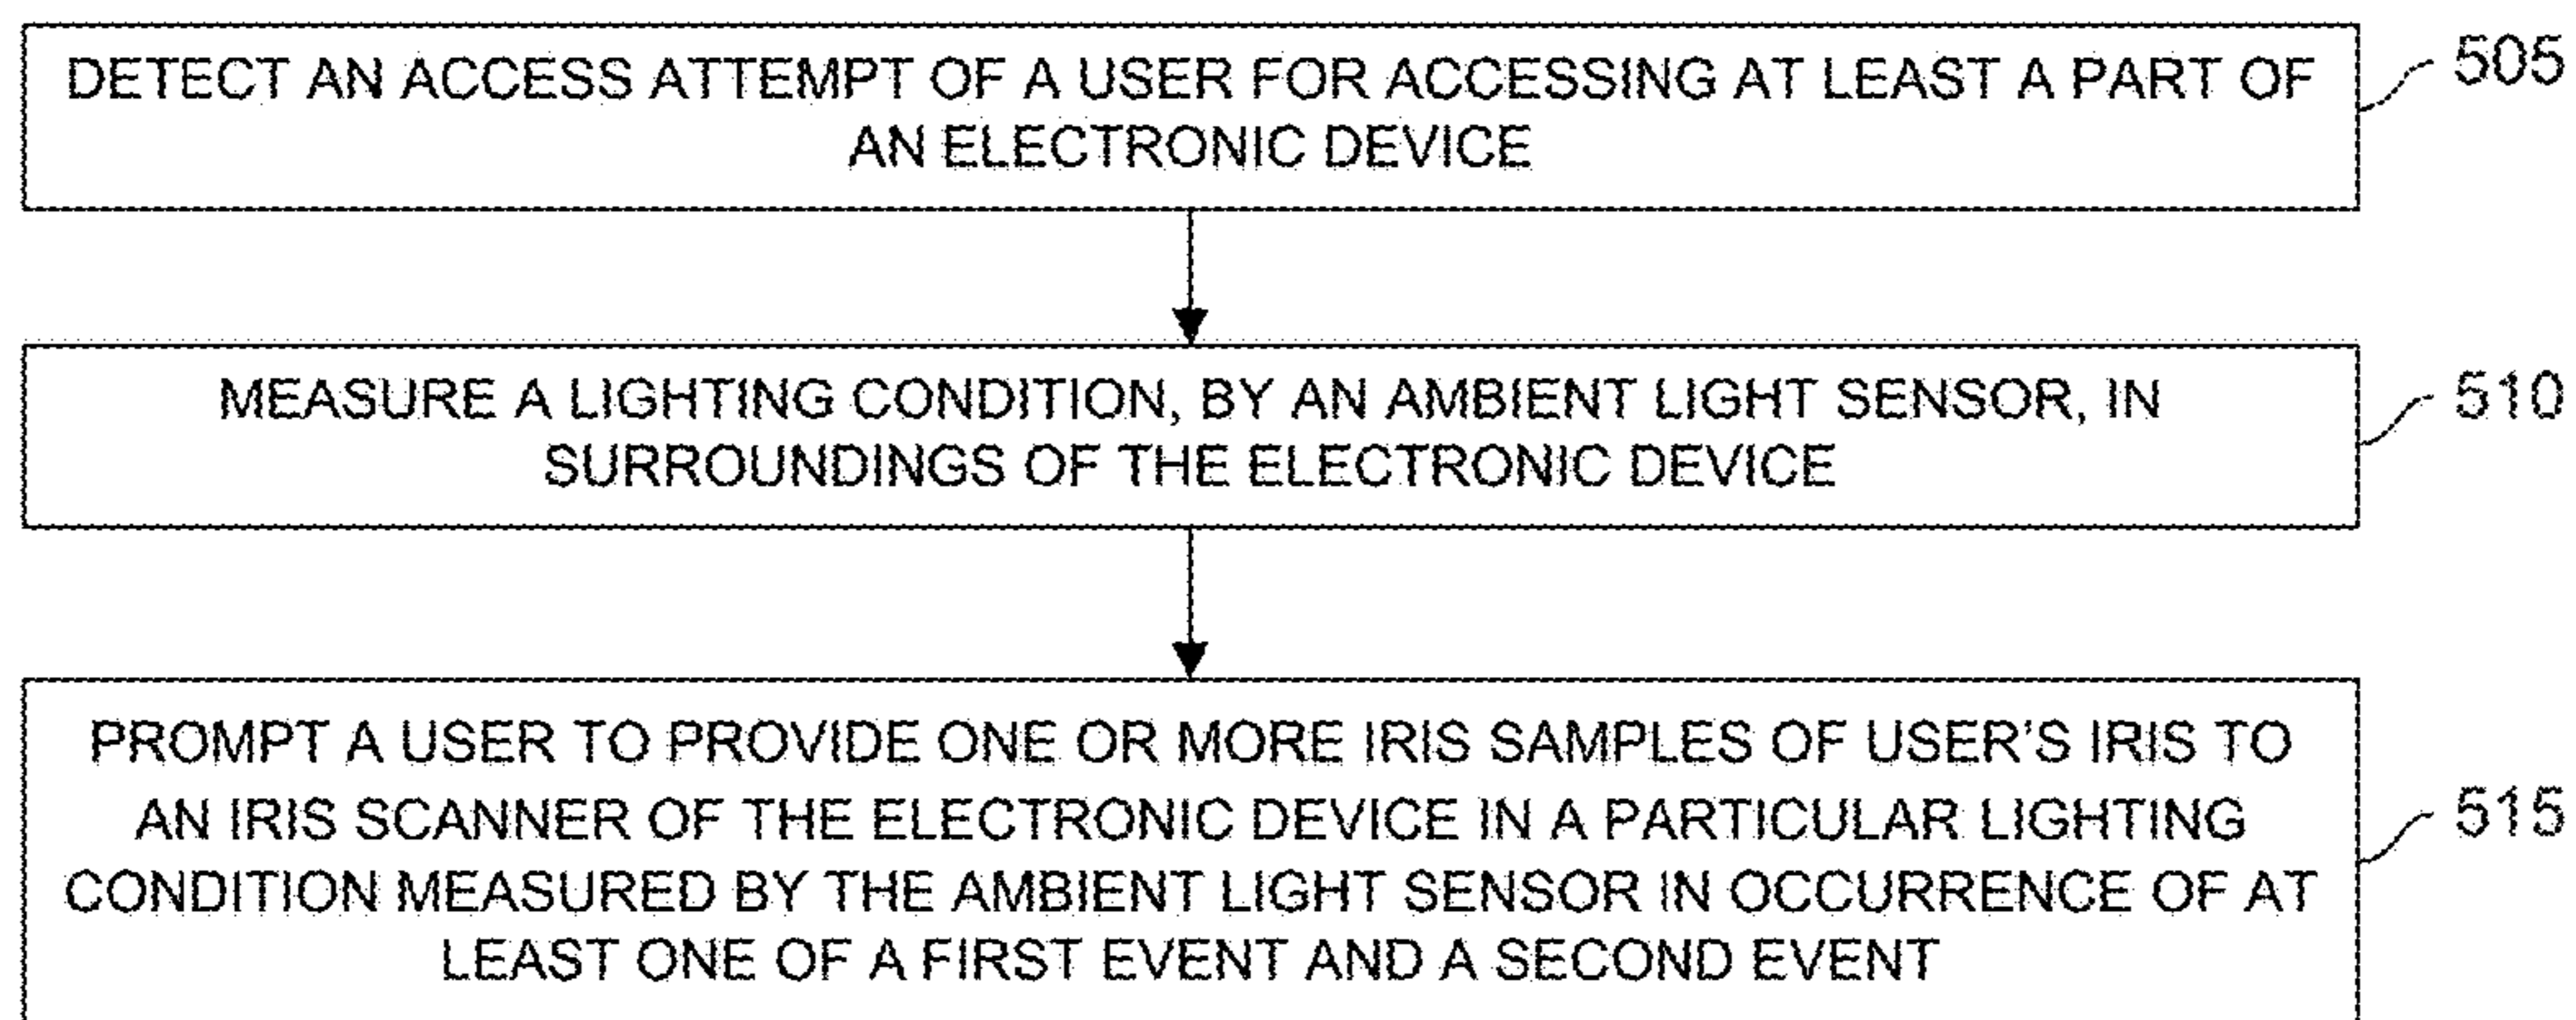 DETECT AN ACCESS ATTEMPT OF A USER FOR ACCESSING AT LEAST A PART OF
AN ELECTRONIC DEVICE
505
MEASURE A LIGHTING CONDITION, BY AN AMBIENT LIGHT SENSOR, IN
SURROUNDINGS OF THE ELECTRONIC DEVICE
510
PROMPT A USER TO PROVIDE ONE OR MORE IRIS SAMPLES OF USER'S IRIS TO
AN IRIS SCANNER OF THE ELECTRONIC DEVICE IN A PARTICULAR LIGHTING
CONDITION MEASURED BY THE AMBIENT LIGHT SENSOR IN OCCURRENCE OF AT
LEAST ONE OF A FIRST EVENT AND A SECOND EVENT
515